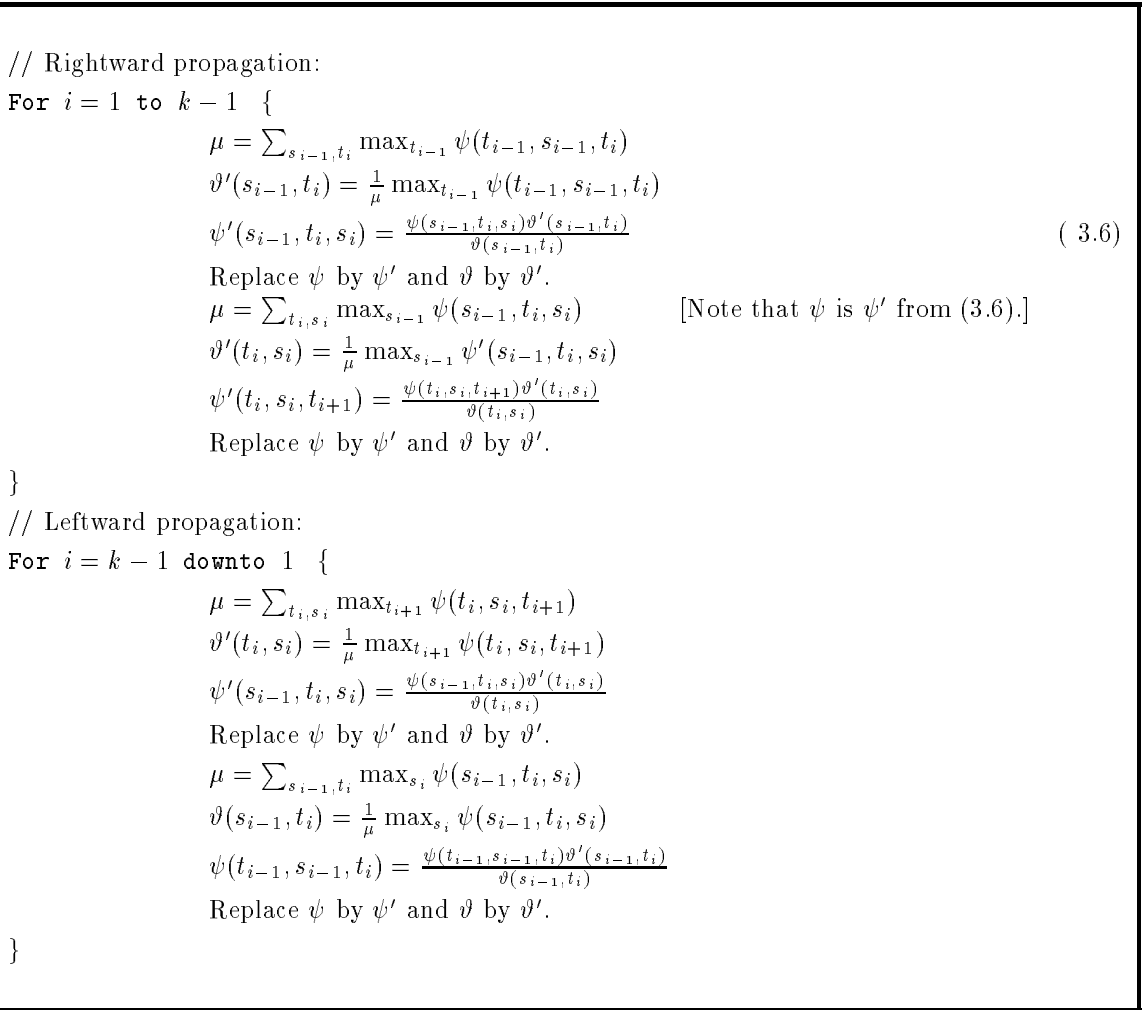 // Rightward propagation:
For i = 1 to k − 1 {
μ = ∑_{s_{i−1},t_i} max_{t_{i−1}} ψ(t_{i−1}, s_{i−1}, t_i)
ϑ′(s_{i−1}, t_i) = \frac{1}{μ} max_{t_{i−1}} ψ(t_{i−1}, s_{i−1}, t_i)
ψ′(s_{i−1}, t_i, s_i) = \frac{ψ(s_{i−1},t_i,s_i)ϑ′(s_{i−1},t_i)}{ϑ(s_{i−1},t_i)} ( 3.6)
Replace ψ by ψ′ and ϑ by ϑ′.
μ = ∑_{t_i,s_i} max_{s_{i−1}} ψ(s_{i−1}, t_i, s_i) [Note that ψ is ψ′ from (3.6).]
ϑ′(t_i, s_i) = \frac{1}{μ} max_{s_{i−1}} ψ′(s_{i−1}, t_i, s_i)
ψ′(t_i, s_i, t_{i+1}) = \frac{ψ(t_i,s_i,t_{i+1})ϑ′(t_i,s_i)}{ϑ(t_i,s_i)}
Replace ψ by ψ′ and ϑ by ϑ′.
}
// Leftward propagation:
For i = k − 1 downto 1 {
μ = ∑_{t_i,s_i} max_{t_{i+1}} ψ(t_i, s_i, t_{i+1})
ϑ′(t_i, s_i) = \frac{1}{μ} max_{t_{i+1}} ψ(t_i, s_i, t_{i+1})
ψ′(s_{i−1}, t_i, s_i) = \frac{ψ(s_{i−1},t_i,s_i)ϑ′(t_i,s_i)}{ϑ(t_i,s_i)}
Replace ψ by ψ′ and ϑ by ϑ′.
μ = ∑_{s_{i−1},t_i} max_{s_i} ψ(s_{i−1}, t_i, s_i)
ϑ(s_{i−1}, t_i) = \frac{1}{μ} max_{s_i} ψ(s_{i−1}, t_i, s_i)
ψ(t_{i−1}, s_{i−1}, t_i) = \frac{ψ(t_{i−1},s_{i−1},t_i)ϑ′(s_{i−1},t_i)}{ϑ(s_{i−1},t_i)}
Replace ψ by ψ′ and ϑ by ϑ′.
}